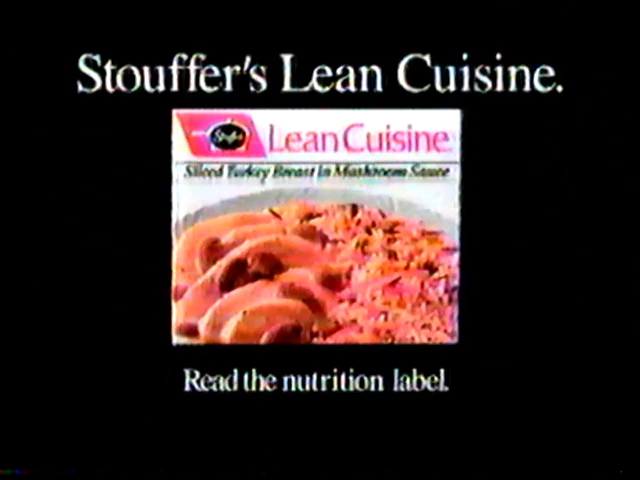 Stouffer's Lean Cuisine.
Stouffer's
Lean Cuisine
Sliced Turkey Breast in Mushroom Sauce
Read the nutrition label.